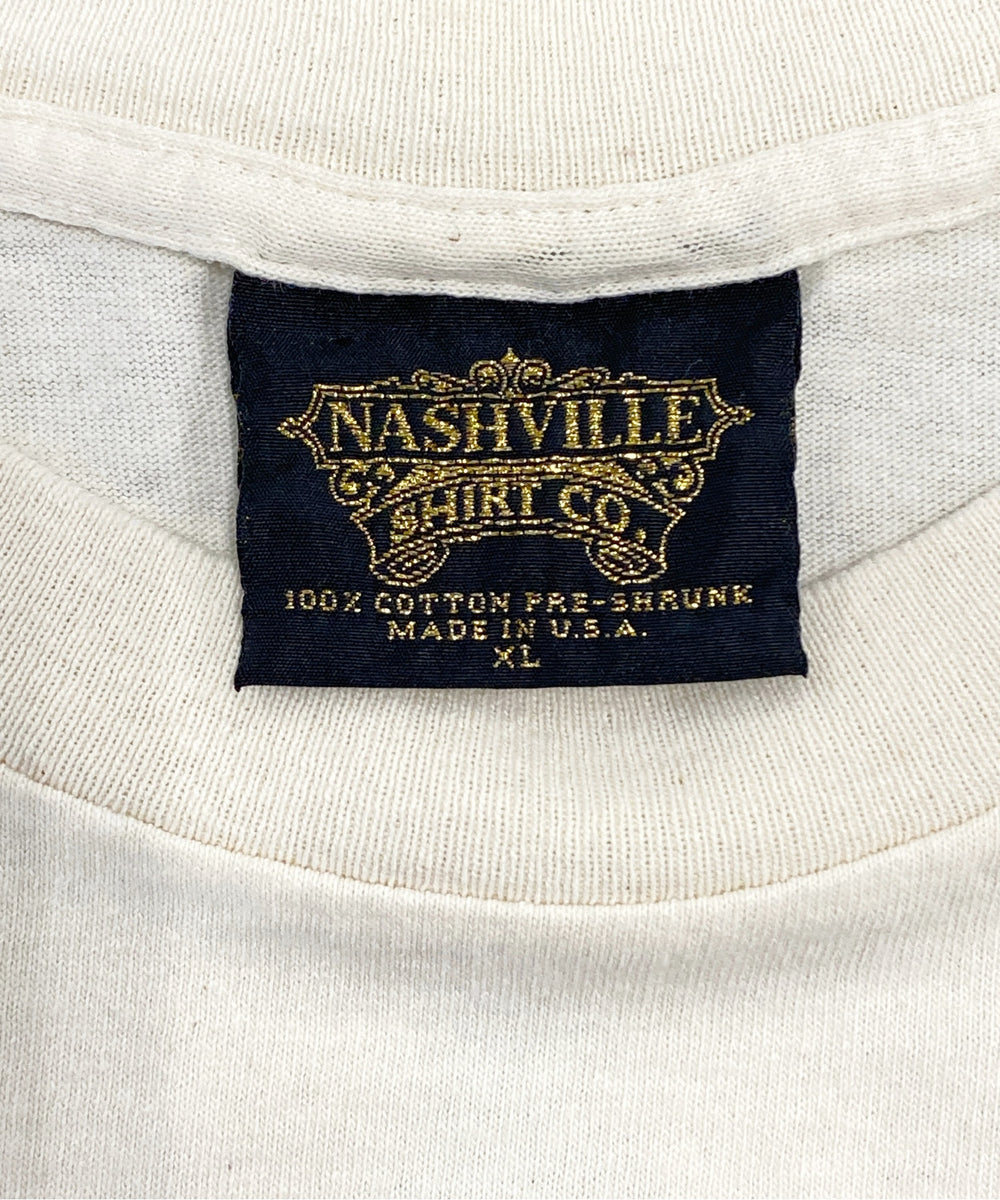 NASHVILLE
SHIRT CO.
100% COTTON PRE-SHRUNK
MADE IN U.S.A.
XL